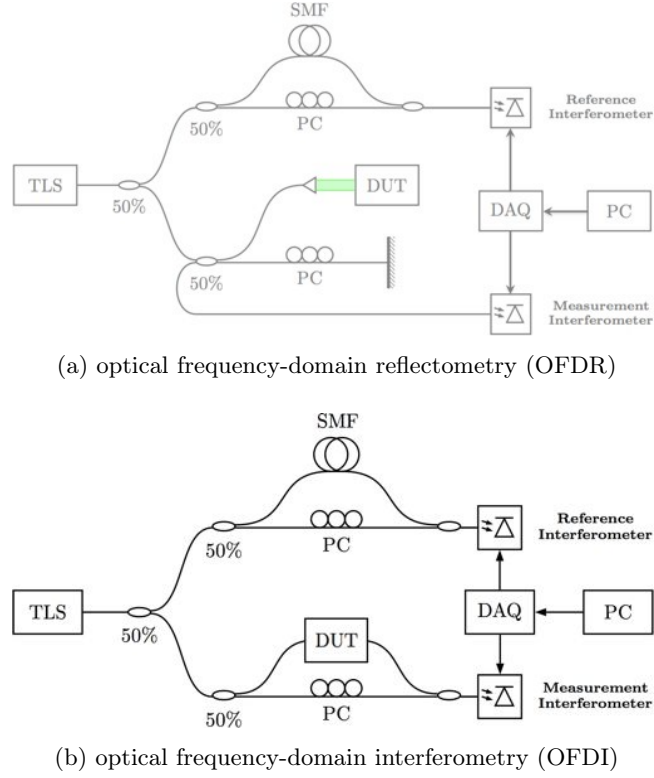 SMF
50%
PC
Reference
Interferometer
TLS
50%
DUT
DAQ
PC
50%
PC
Measurement
Interferometer
(a) optical frequency-domain reflectometry (OFDR)
SMF
50%
PC
Reference
Interferometer
TLS
50%
DUT
DAQ
PC
50%
PC
Measurement
Interferometer
(b) optical frequency-domain interferometry (OFDI)